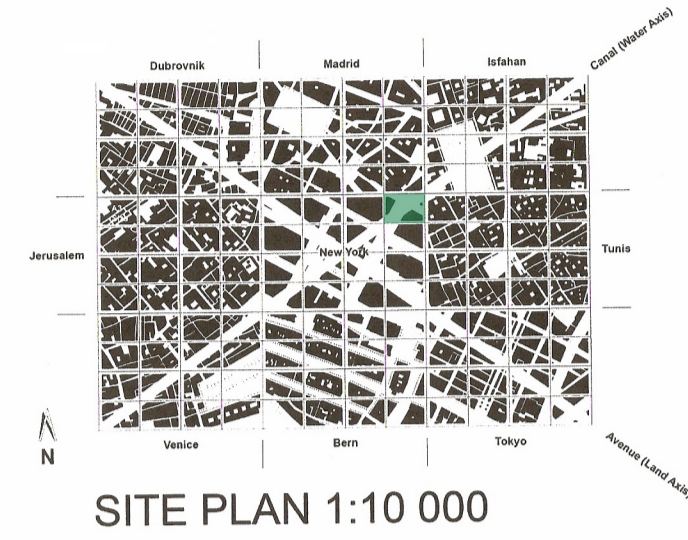 Canal (Water Axis)
Dubrovnik
Madrid
Isfahan
Jerusalem
New York
Tunis
Venice
Bern
Tokyo
N
Avenue (Land Axis)
SITE PLAN 1:10 000